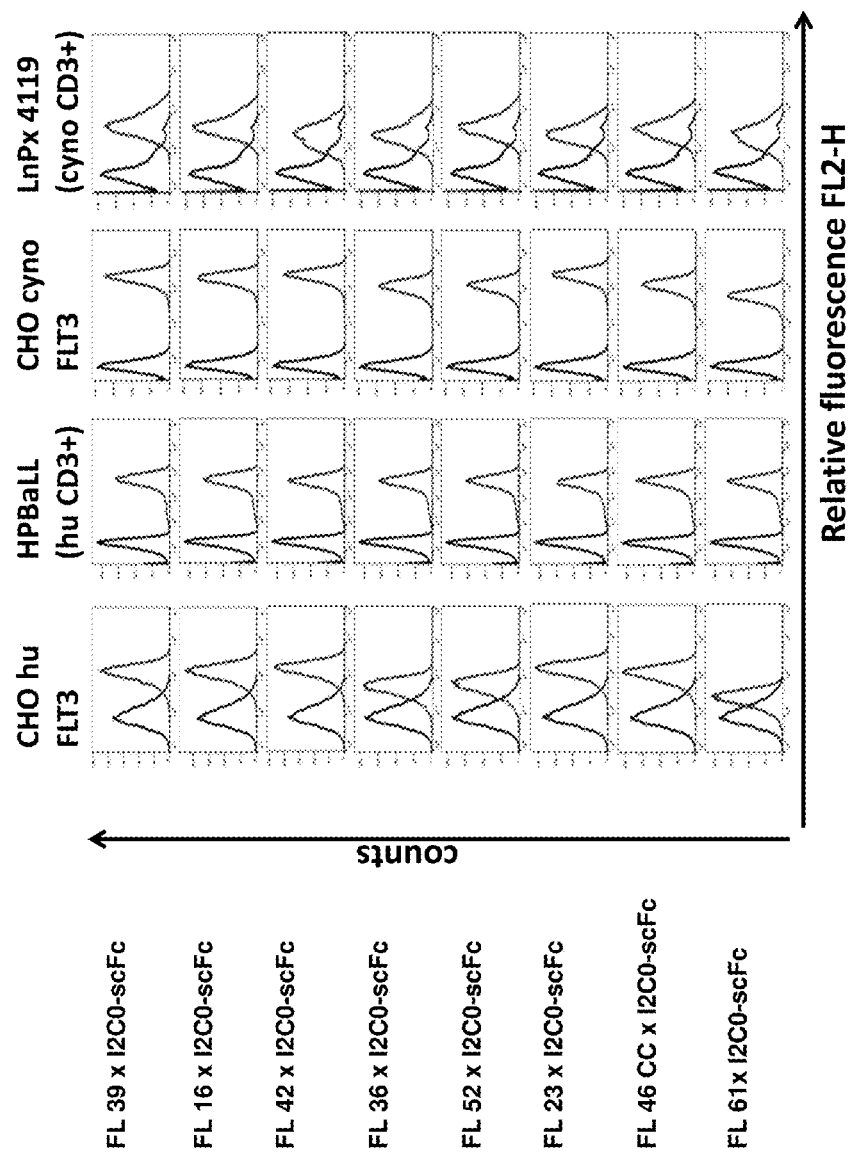 CHO hu
FLT3
HPBaLL
(hu CD3+)
CHO cyno
FLT3
LnPx 4119
(cyno CD3+)
FL 39 x I2C0-scFc
FL 16 x I2C0-scFc
FL 42 x I2C0-scFc
FL 36 x I2C0-scFc
FL 52 x I2C0-scFc
FL 23 x I2C0-scFc
FL 46 CC x I2C0-scFc
FL 61x I2C0-scFc
counts
Relative fluorescence FL2-H